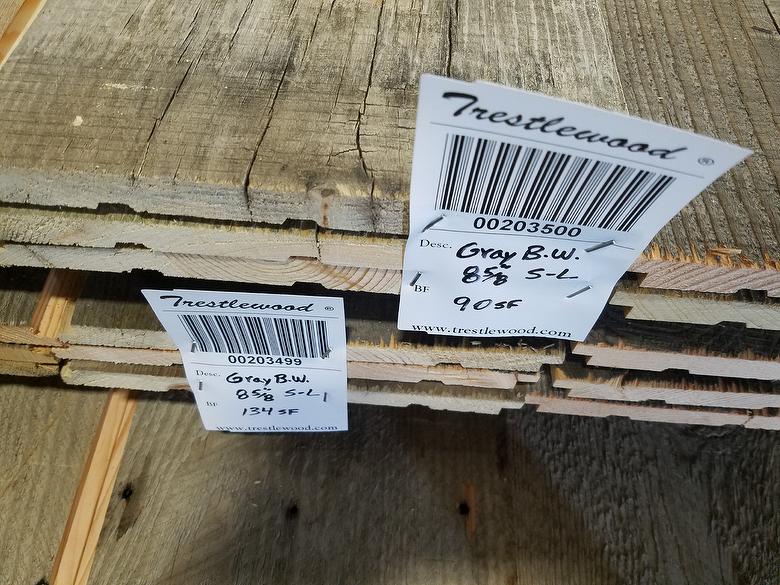 Trestlewood ®
00203500
Desc. Gray B.W.
8 5/8" S-L
BF
90 SF
www.trestlewood.com
Trestlewood ®
00203499
Desc. Gray B.W.
8 5/8" S-L
BF 134 SF
www.trestlewood.com